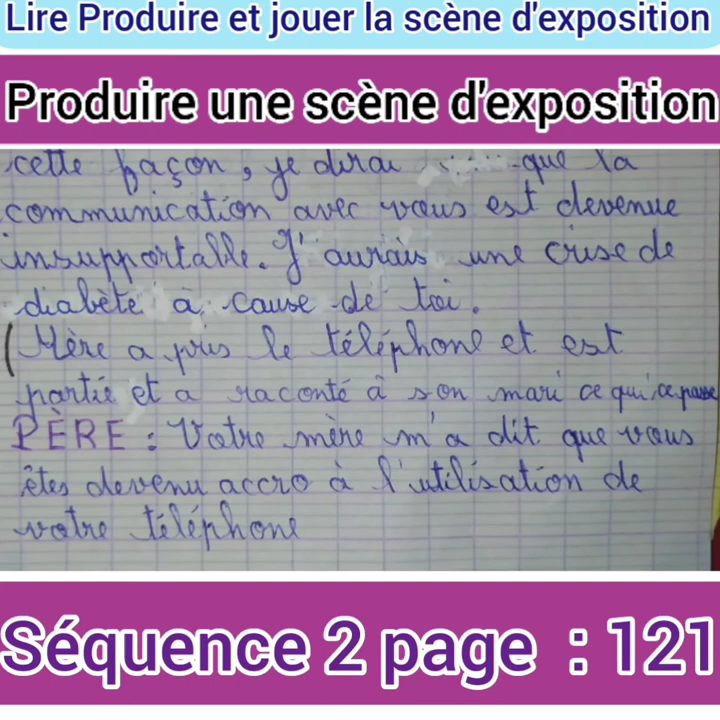 Lire Produire et jouer la scène d'exposition
Produire une scène d'exposition
cette façon, je dirai que la
communication avec vous est devenue
insupportable. J'aurais une crise de
diabète à cause de toi.
(Mère a pris le téléphone et est
partie et a raconté à son mari ce qui ce passe
PÈRE : Votre mère m'a dit que vous
êtes devenu accro à l'utilisation de
votre téléphone
Séquence 2 page : 121